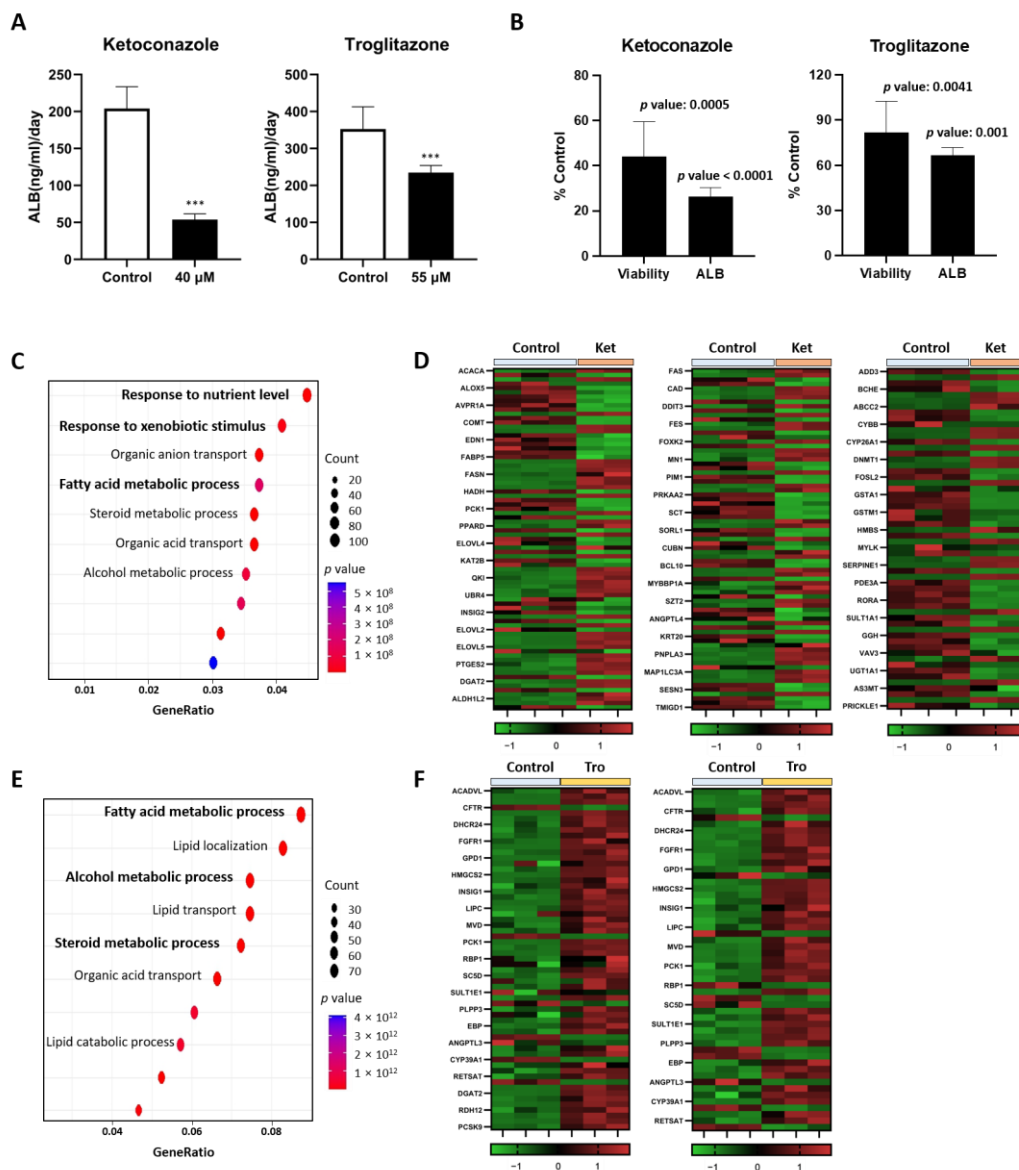 A
Ketoconazole
ALB(ng/ml)/day
250
200
150
100
50
0
***
Control
40 µM
Troglitazone
ALB(ng/ml)/day
500
400
300
200
100
0
***
Control
55 µM
B
Ketoconazole
% Control
80
60
40
20
0
p value: 0.0005
p value < 0.0001
Viability
ALB
Troglitazone
% Control
120
90
60
30
0
p value: 0.0041
p value: 0.001
Viability
ALB
C
Response to nutrient level
Response to xenobiotic stimulus
Organic anion transport
Fatty acid metabolic process
Steroid metabolic process
Organic acid transport
Alcohol metabolic process
0.01
0.02
0.03
0.04
GeneRatio
Count
20
40
60
80
100
p value
5 × 10⁸
4 × 10⁸
2 × 10⁸
1 × 10⁸
D
Control
Ket
ACACA
ALOX5
AVPR1A
COMT
EDN1
FABP5
FASN
HADH
PCK1
PPARD
ELOVL4
KAT2B
QKI
UBR4
INSIG2
ELOVL2
ELOVL5
PTGES2
DGAT2
ALDH1L2
−1
0
1
Control
Ket
FAS
CAD
DDIT3
FES
FOXK2
MN1
PIM1
PRKAA2
SCT
SORL1
CUBN
BCL10
MYBBP1A
SZT2
ANGPTL4
KRT20
PNPLA3
MAP1LC3A
SESN3
TMIGD1
−1
0
1
Control
Ket
ADD3
BCHE
ABCC2
CYBB
CYP26A1
DNMT1
FOSL2
GSTA1
GSTM1
HMBS
MYLK
SERPINE1
PDE3A
RORA
SULT1A1
GGH
VAV3
UGT1A1
AS3MT
PRICKLE1
−1
0
1
E
Fatty acid metabolic process
Lipid localization
Alcohol metabolic process
Lipid transport
Steroid metabolic process
Organic acid transport
Lipid catabolic process
0.04
0.06
0.08
GeneRatio
Count
30
40
50
60
70
p value
4 × 10¹²
3 × 10¹²
2 × 10¹²
1 × 10¹²
F
Control
Tro
ACADVL
CFTR
DHCR24
FGFR1
GPD1
HMGCS2
INSIG1
LIPC
MVD
PCK1
RBP1
SC5D
SULT1E1
PLPP3
EBP
ANGPTL3
CYP39A1
RETSAT
DGAT2
RDH12
PCSK9
−1
0
1
Control
Tro
ACADVL
CFTR
DHCR24
FGFR1
GPD1
HMGCS2
INSIG1
LIPC
MVD
PCK1
RBP1
SC5D
SULT1E1
PLPP3
EBP
ANGPTL3
CYP39A1
RETSAT
−1
0
1